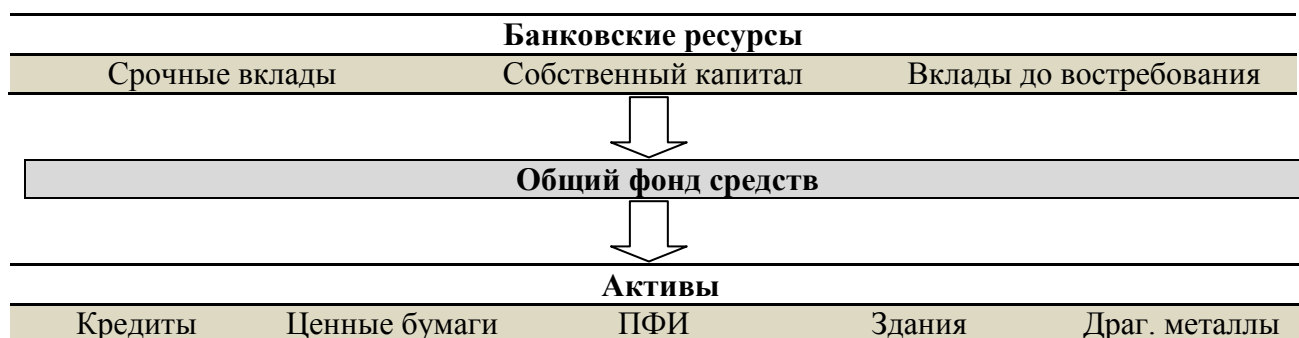 Банковские ресурсы
Срочные вклады Собственный капитал Вклады до востребования
Общий фонд средств
Активы
Кредиты Ценные бумаги ПФИ Здания Драг. металлы